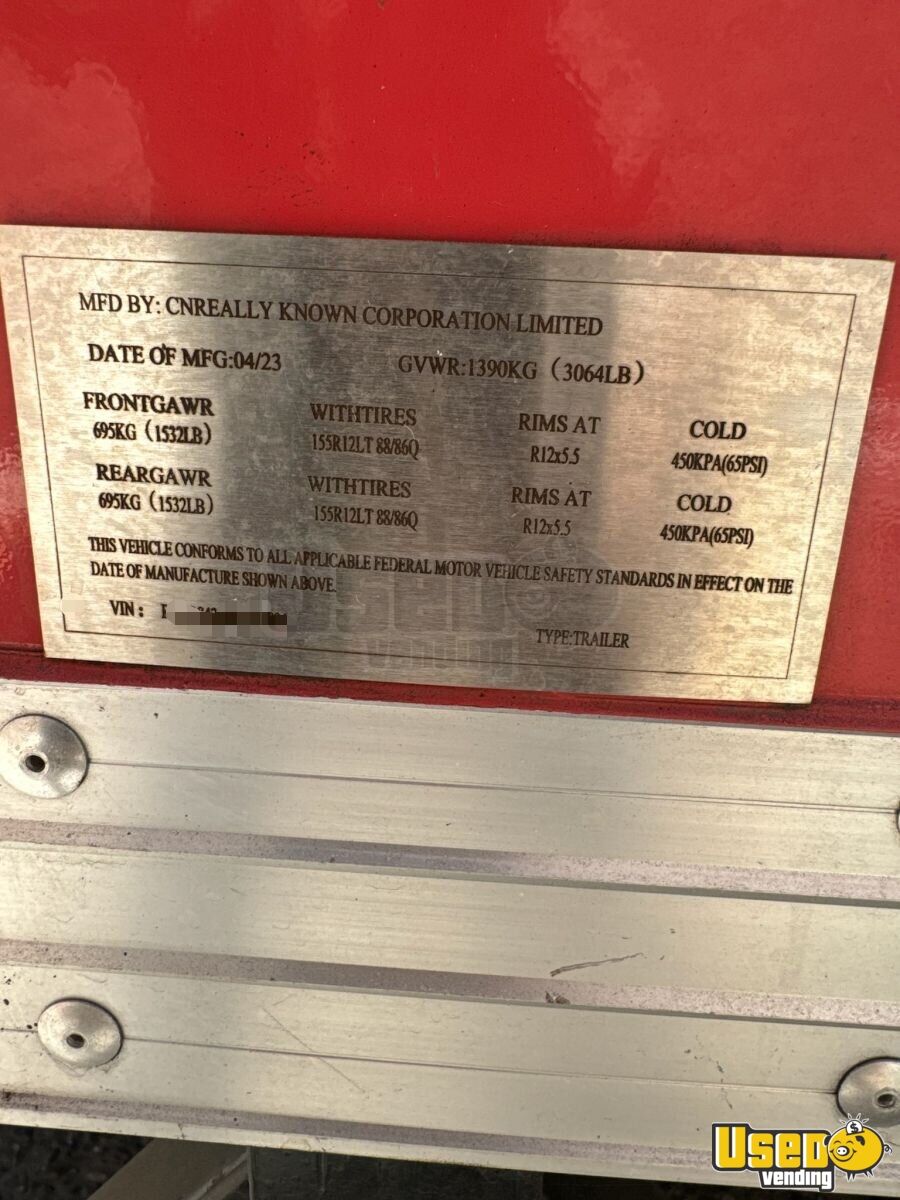 MFD BY: CNREALLY KNOWN CORPORATION LIMITED
DATE OF MFG:04/23 GVWR:1390KG (3064LB)
FRONTGAWR WITHTIRES RIMS AT COLD
695KG (1532LB) 155R12LT 88/86Q R12x5.5 450KPA(65PSI)
REARGAWR WITHTIRES RIMS AT COLD
695KG (1532LB) 155R12LT 88/86Q R12x5.5 450KPA(65PSI)
THIS VEHICLE CONFORMS TO ALL APPLICABLE FEDERAL MOTOR VEHICLE SAFETY STANDARDS IN EFFECT ON THE
DATE OF MANUFACTURE SHOWN ABOVE.
VIN: TYPE:TRAILER
USED
vending
USED
vending